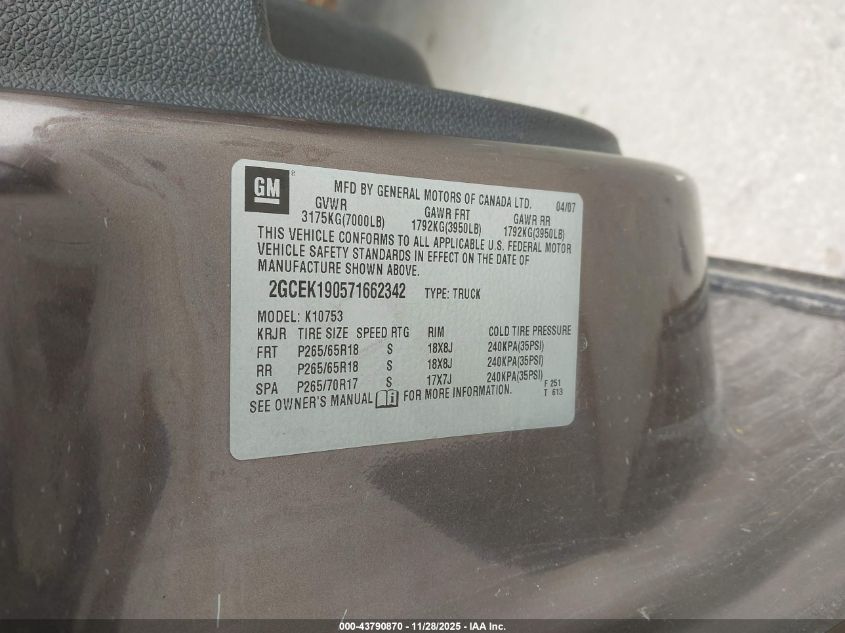 GM®
MFD BY GENERAL MOTORS OF CANADA LTD. 04/07
GVWR GAWR FRT GAWR RR
3175KG(7000LB) 1792KG(3950LB) 1792KG(3950LB)
THIS VEHICLE CONFORMS TO ALL APPLICABLE U.S. FEDERAL MOTOR
VEHICLE SAFETY STANDARDS IN EFFECT ON THE DATE OF
MANUFACTURE SHOWN ABOVE.
2GCEK190571662342 TYPE: TRUCK
MODEL: K10753
KRJR TIRE SIZE SPEED RTG RIM COLD TIRE PRESSURE
FRT P265/65R18 S 18X8J 240KPA(35PSI)
RR P265/65R18 S 18X8J 240KPA(35PSI)
SPA P265/70R17 S 17X7J 240KPA(35PSI)
SEE OWNER'S MANUAL FOR MORE INFORMATION.
F 251
T 613
000-43790870 - 11/28/2025 - IAA Inc.